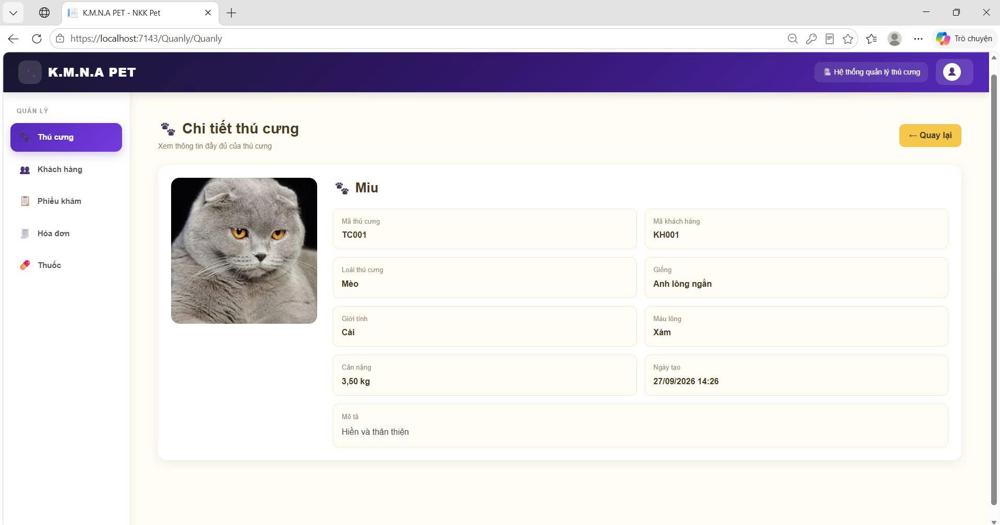 K.M.N.A PET - NKK Pet
https://localhost:7143/Quanly/Quanly
Trò chuyện
K.M.N.A PET
Hệ thống quản lý thú cưng
QUẢN LÝ
Thú cưng
Khách hàng
Phiếu khám
Hóa đơn
Thuốc
Chi tiết thú cưng
Xem thông tin đầy đủ của thú cưng
← Quay lại
Miu
Mã thú cưng
TC001
Mã khách hàng
KH001
Loài thú cưng
Mèo
Giống
Anh lông ngắn
Giới tính
Cái
Màu lông
Xám
Cân nặng
3,50 kg
Ngày tạo
27/09/2026 14:26
Mô tả
Hiền và thân thiện